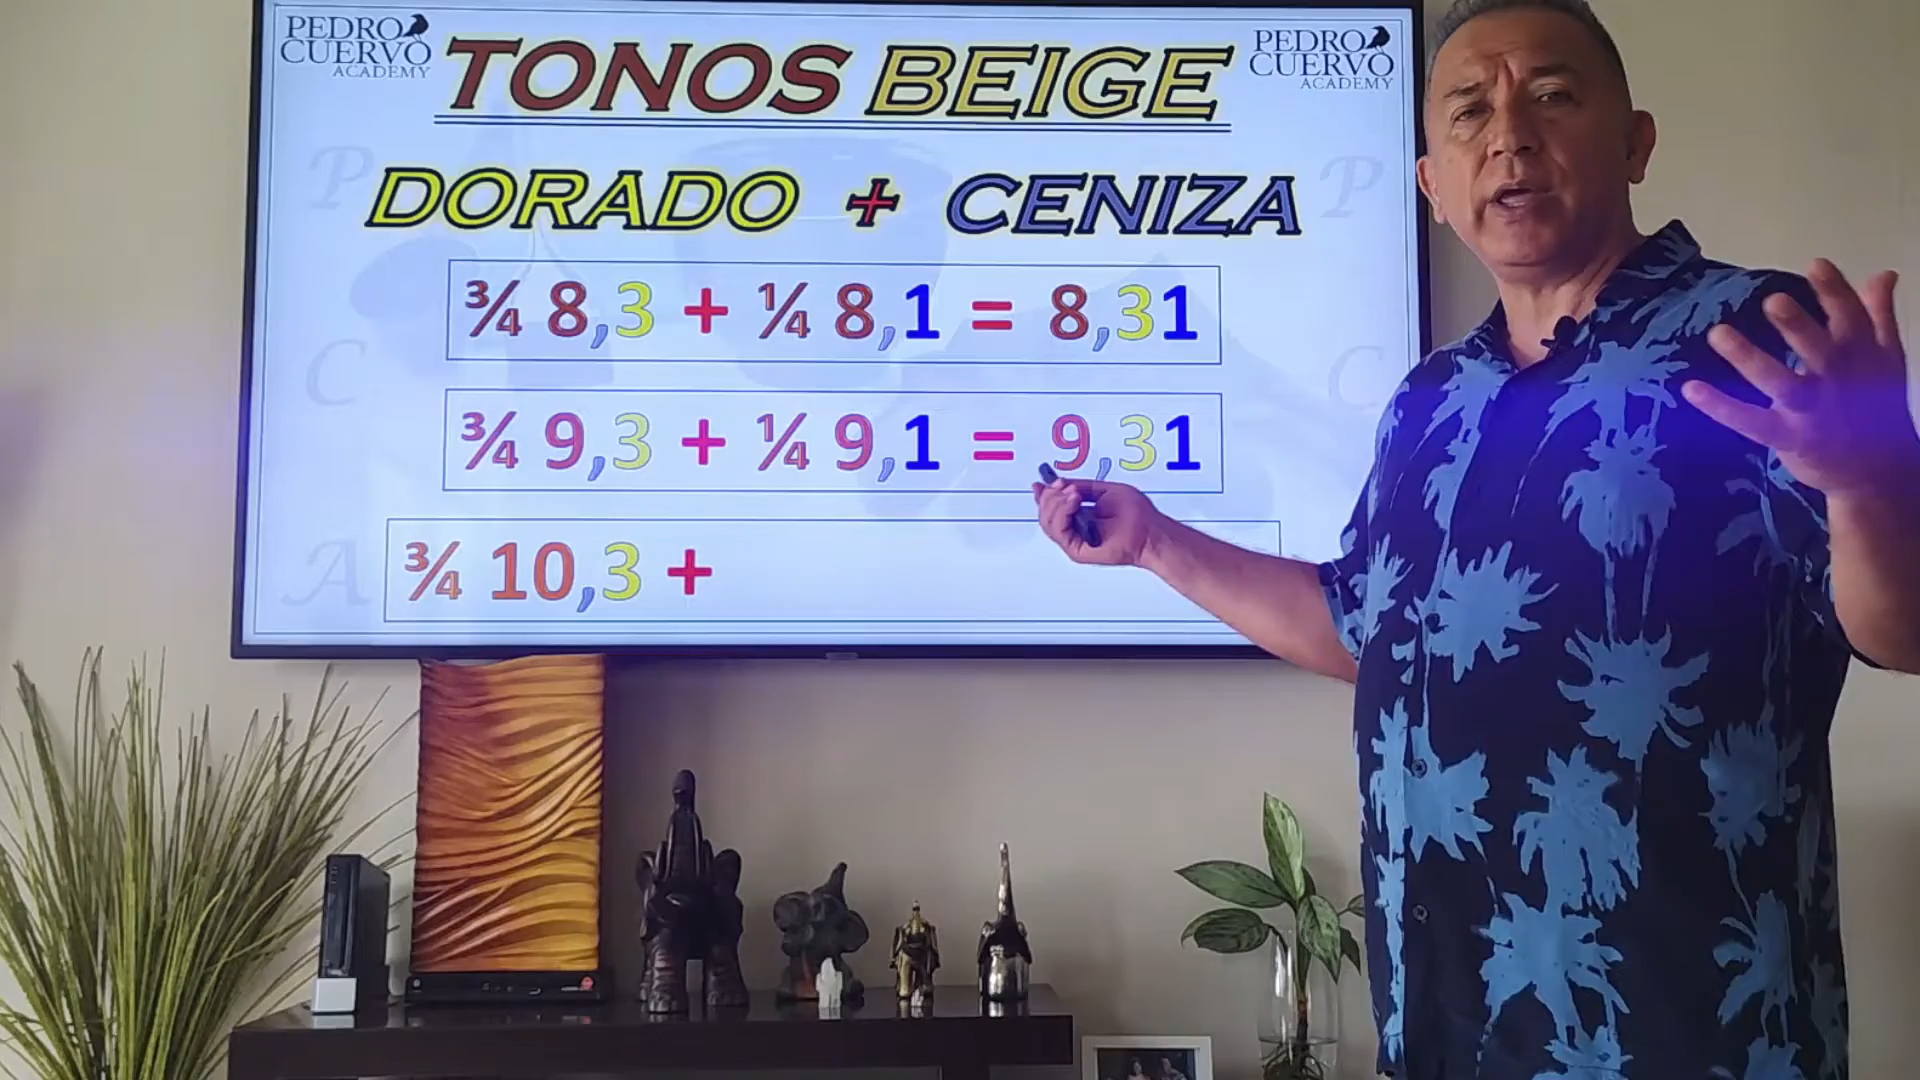 PEDRO
CUERVO
ACADEMY
TONOS BEIGE
PEDRO
CUERVO
ACADEMY
DORADO + CENIZA
¾ 8,3 + ¼ 8,1 = 8,31
¾ 9,3 + ¼ 9,1 = 9,31
¾ 10,3 +
P
P
C
C
A